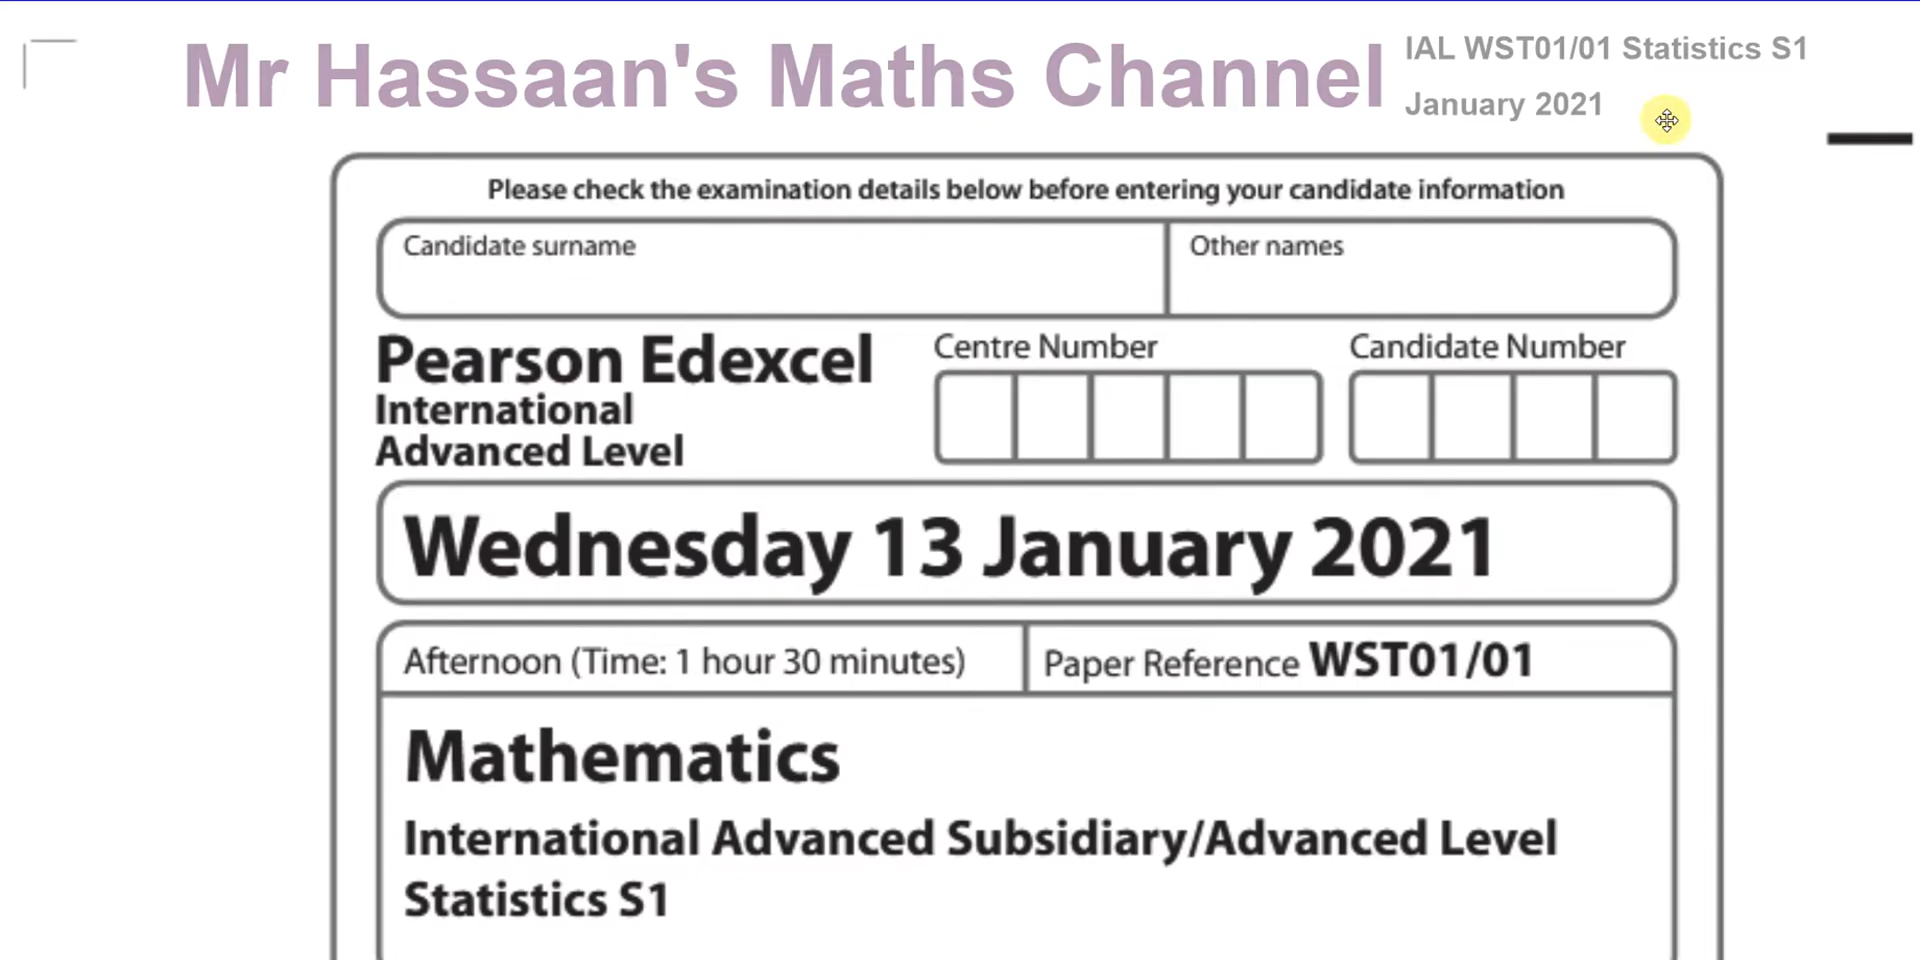 Mr Hassaan's Maths Channel
IAL WST01/01 Statistics S1
January 2021
Please check the examination details below before entering your candidate information
Candidate surname
Other names
Pearson Edexcel
International
Advanced Level
Centre Number
Candidate Number
Wednesday 13 January 2021
Afternoon (Time: 1 hour 30 minutes)
Paper Reference WST01/01
Mathematics
International Advanced Subsidiary/Advanced Level
Statistics S1